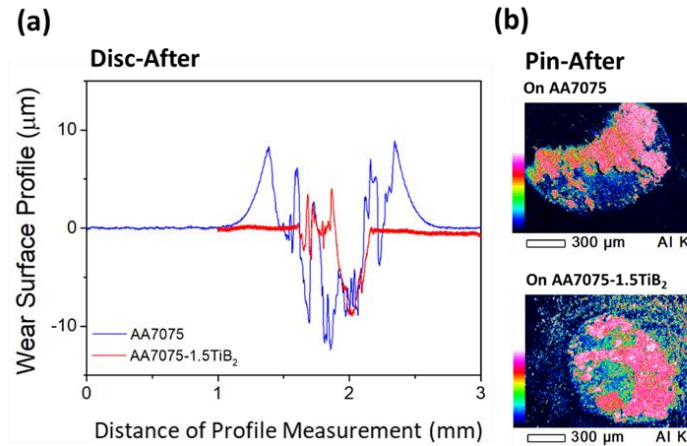 (a)
Disc-After
Wear Surface Profile (μm)
10
0
-10
AA7075
AA7075-1.5TiB₂
0
1
2
3
Distance of Profile Measurement (mm)
(b)
Pin-After
On AA7075
300 μm
Al K
On AA7075-1.5TiB₂
300 μm
Al K